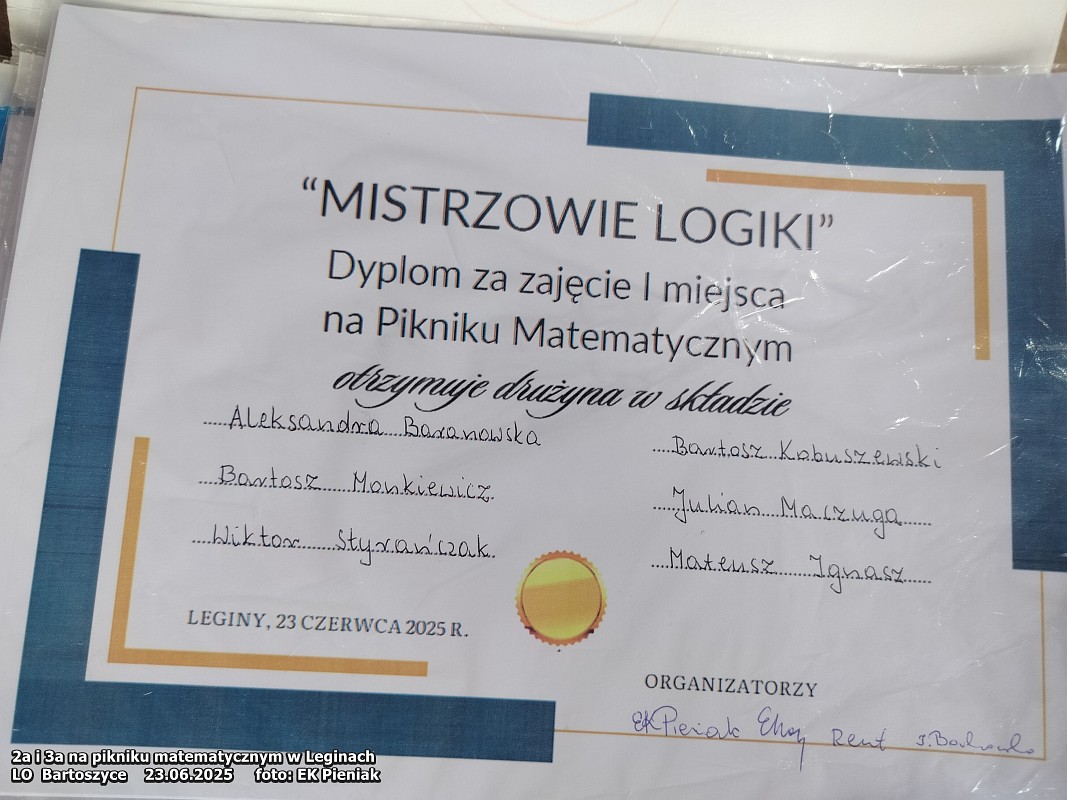 “MISTRZOWIE LOGIKI”
Dyplom za zajęcie I miejsca
na Pikniku Matematycznym
otrzymuje drużyna w składzie
Aleksandra Baranowska
Bartosz Kobuszewski
Bartosz Monkiewicz
Julian Maczuga
Wiktor Styrańczak
Mateusz Ignasz
LEGINY, 23 CZERWCA 2025 R.
ORGANIZATORZY
EKPieniak
2a i 3a na pikniku matematycznym w Leginach
LO Bartoszyce 23.06.2025 foto: EK Pieniak